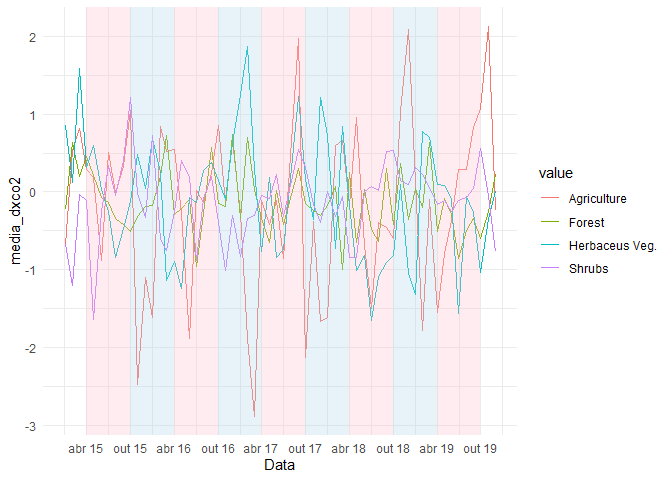 media_dxco2
2
1
0
-1
-2
-3
abr 15 out 15 abr 16 out 16 abr 17 out 17 abr 18 out 18 abr 19 out 19
Data
value
Agriculture
Forest
Herbaceus Veg.
Shrubs